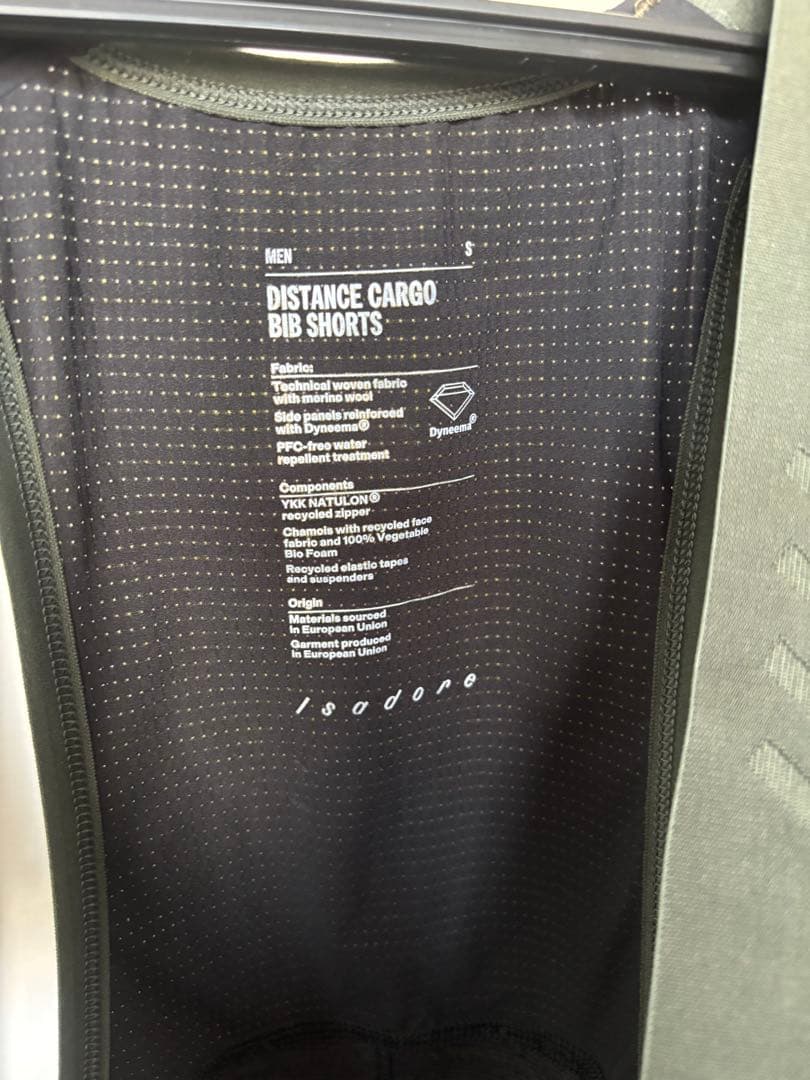 MEN S
DISTANCE CARGO
BIB SHORTS
Fabric:
Technical woven fabric
with merino wool
Side panels reinforced
with Dyneema®
PFC-free water
repellent treatment
Dyneema®
Components
YKK NATULON®
recycled zipper
Chamois with recycled face
fabric and 100% Vegetable
Bio Foam
Recycled elastic tapes
and suspenders
Origin
Materials sourced
in European Union
Garment produced
in European Union
Isadore